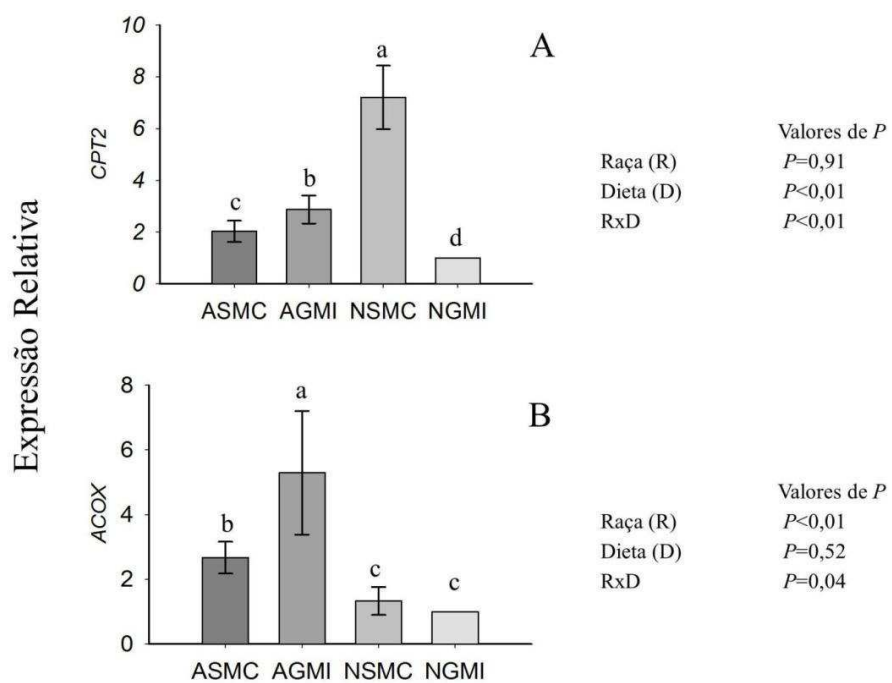 Expressão Relativa
A
CPT2
10
8
6
4
2
0
a
b
c
d
ASMC AGMI NSMC NGMI
Valores de P
Raça (R) P=0,91
Dieta (D) P<0,01
RxD P<0,01
B
ACOX
8
6
4
2
0
a
b
c
c
ASMC AGMI NSMC NGMI
Valores de P
Raça (R) P<0,01
Dieta (D) P=0,52
RxD P=0,04